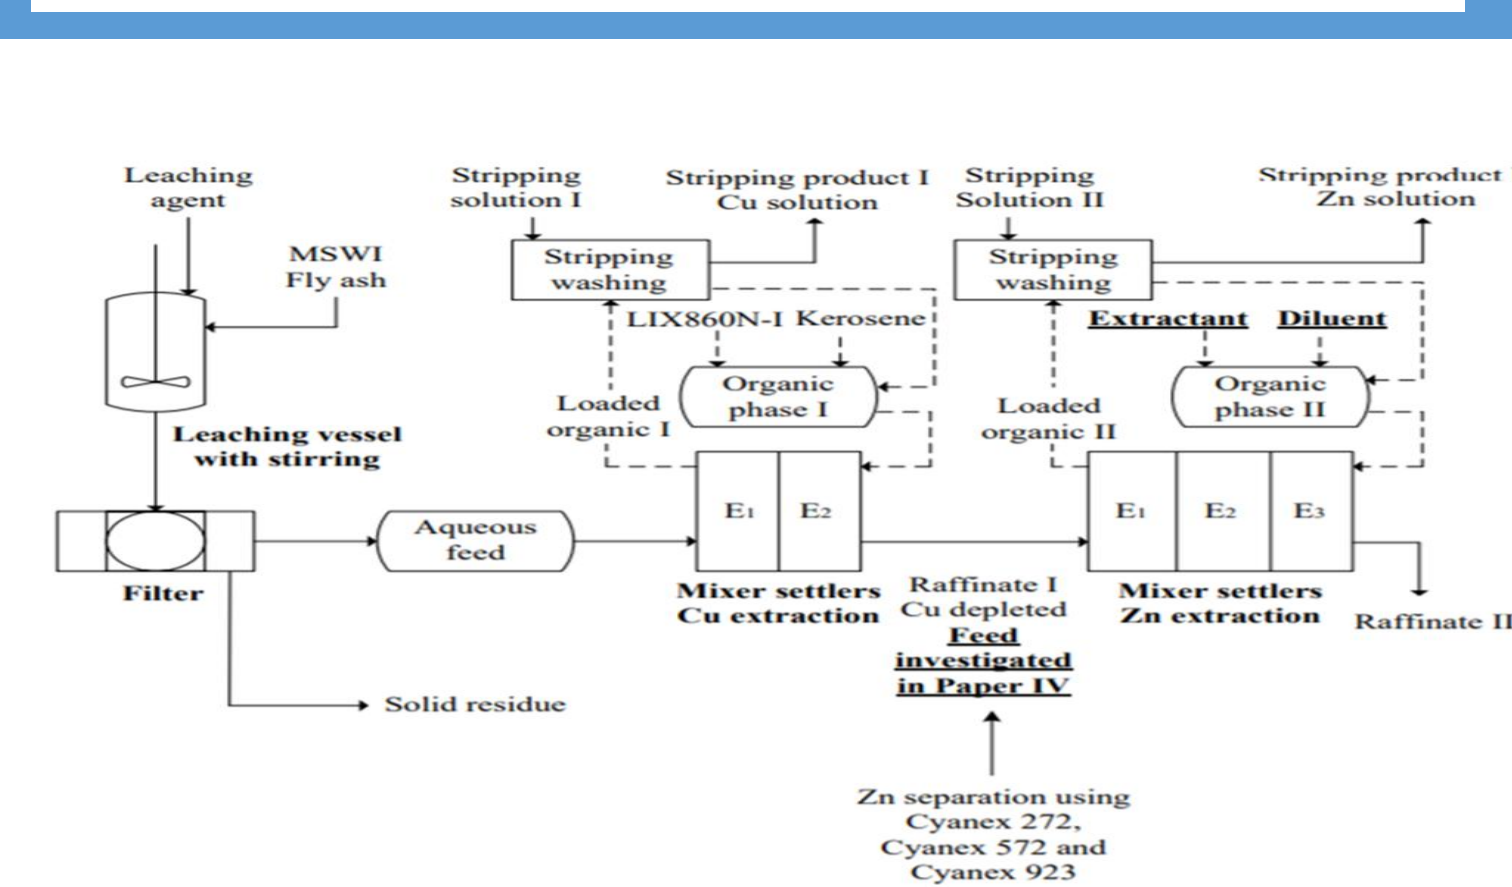 Leaching
agent
MSWI
Fly ash
Leaching vessel
with stirring
Filter
Solid residue
Aqueous
feed
Stripping
solution I
Stripping
washing
Stripping product I
Cu solution
LIX860N-I Kerosene
Organic
phase I
Loaded
organic I
E1
E2
Mixer settlers
Cu extraction
Raffinate I
Cu depleted
Feed
investigated
in Paper IV
Zn separation using
Cyanex 272,
Cyanex 572 and
Cyanex 923
Stripping
Solution II
Stripping
washing
Stripping product
Zn solution
Extractant Diluent
Organic
phase II
Loaded
organic II
E1
E2
E3
Mixer settlers
Zn extraction
Raffinate II